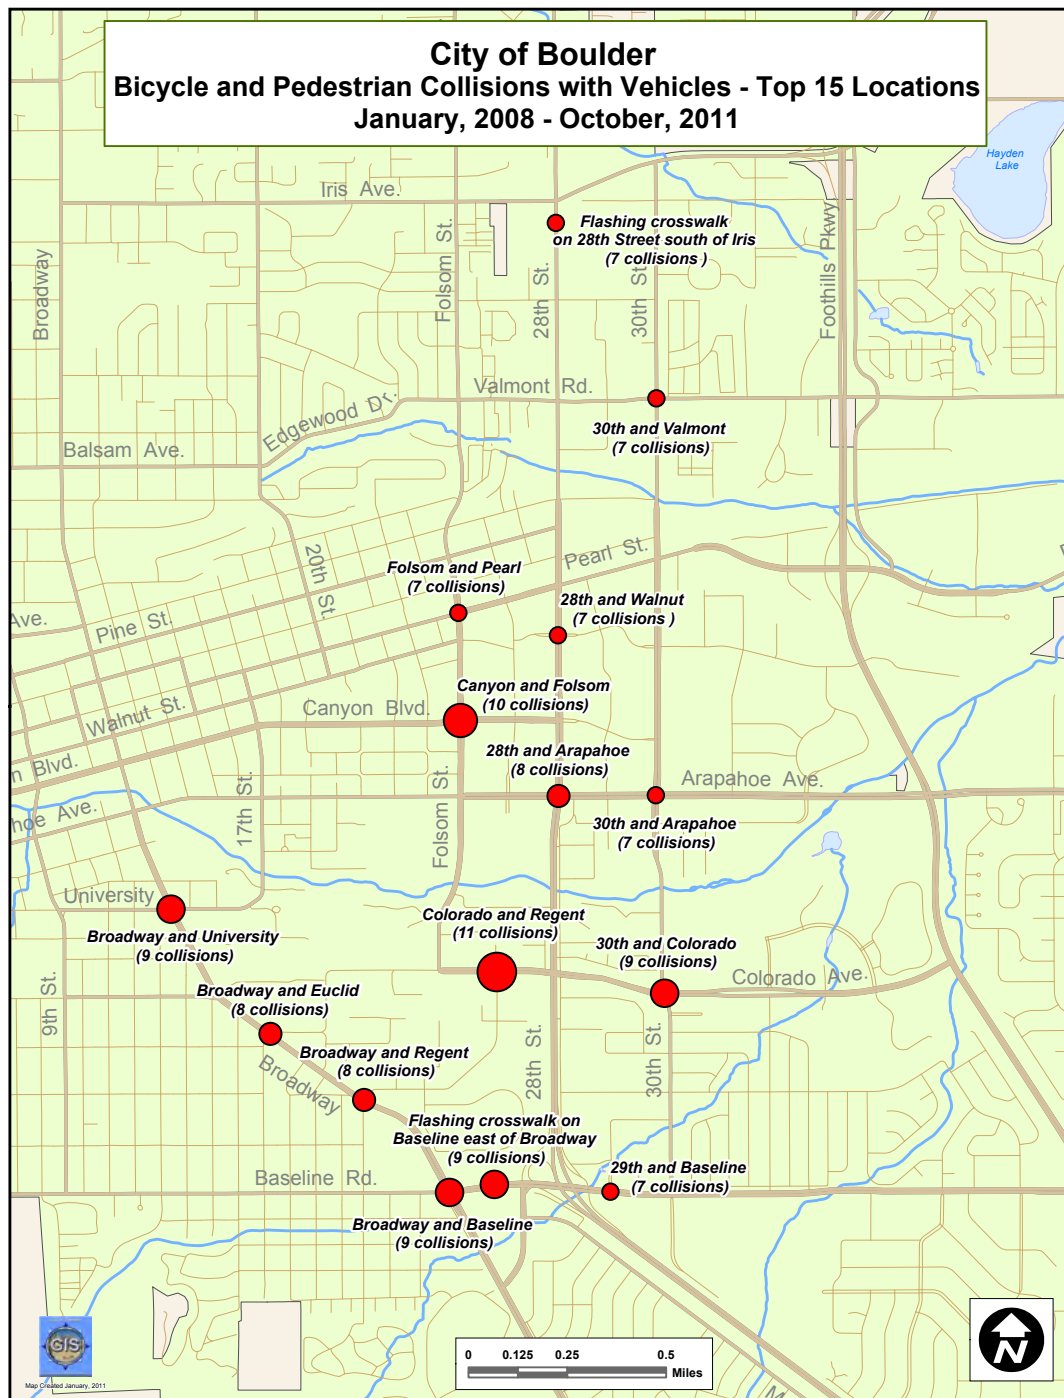 City of Boulder
Bicycle and Pedestrian Collisions with Vehicles - Top 15 Locations
January, 2008 - October, 2011
Hayden
Lake
Iris Ave.
Broadway
Folsom St.
28th St.
30th St.
Foothills Pkwy
Flashing crosswalk
on 28th Street south of Iris
(7 collisions )
Valmont Rd.
Edgewood Dr.
Balsam Ave.
30th and Valmont
(7 collisions)
20th St.
Pearl St.
Folsom and Pearl
(7 collisions)
28th and Walnut
(7 collisions )
Ave.
Pine St.
Walnut St.
Canyon Blvd.
Canyon and Folsom
(10 collisions)
n Blvd.
28th and Arapahoe
(8 collisions)
Arapahoe Ave.
hoe Ave.
17th St.
Folsom St.
30th and Arapahoe
(7 collisions)
University
Broadway and University
(9 collisions)
Colorado and Regent
(11 collisions)
30th and Colorado
(9 collisions)
Colorado Ave.
9th St.
Broadway and Euclid
(8 collisions)
Broadway and Regent
(8 collisions)
Broadway
28th St.
30th St.
Flashing crosswalk on
Baseline east of Broadway
(9 collisions)
Baseline Rd.
29th and Baseline
(7 collisions)
Broadway and Baseline
(9 collisions)
GIS
Map Created January, 2011
0 0.125 0.25 0.5
Miles
N